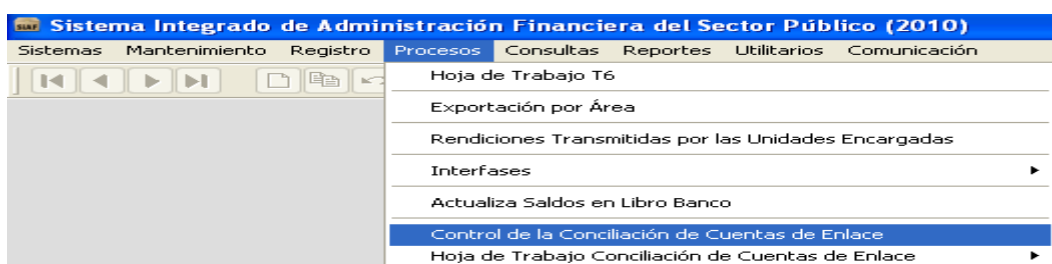 SIAF Sistema Integrado de Administración Financiera del Sector Público (2010)
Sistemas Mantenimiento Registro Procesos Consultas Reportes Utilitarios Comunicación
Hoja de Trabajo T6
Exportación por Área
Rendiciones Transmitidas por las Unidades Encargadas
Interfases
Actualiza Saldos en Libro Banco
Control de la Conciliación de Cuentas de Enlace
Hoja de Trabajo Conciliación de Cuentas de Enlace